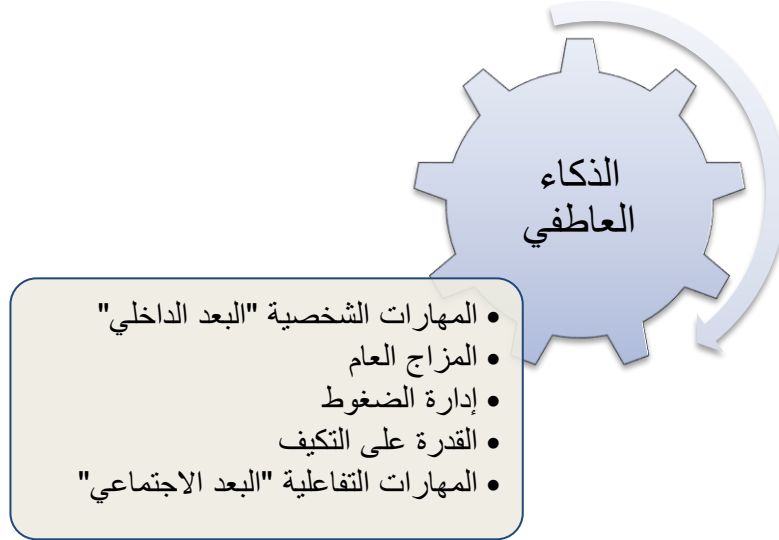 الذكاء
العاطفي
• المهارات الشخصية "البعد الداخلي"
• المزاج العام
• إدارة الضغوط
• القدرة على التكيف
• المهارات التفاعلية "البعد الاجتماعي"